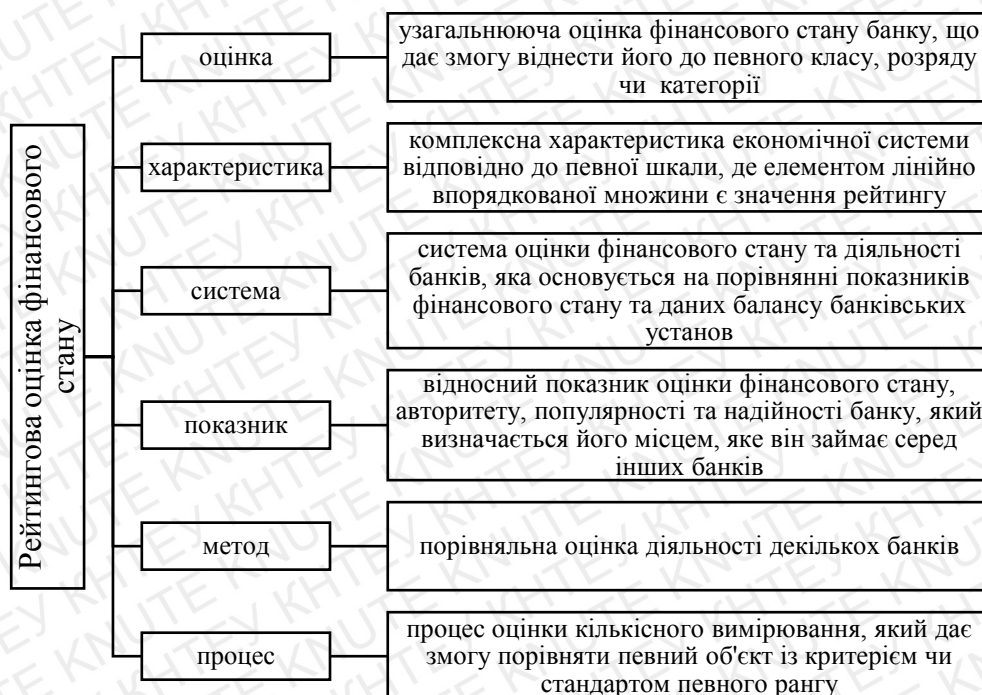 Рейтингова оцінка фінансового
стану
оцінка
узагальнююча оцінка фінансового стану банку, що
дає змогу віднести його до певного класу, розряду
чи категорії
характеристика
комплексна характеристика економічної системи
відповідно до певної шкали, де елементом лінійно
впорядкованої множини є значення рейтингу
система
система оцінки фінансового стану та діяльності
банків, яка основується на порівнянні показників
фінансового стану та даних балансу банківських
установ
показник
відносний показник оцінки фінансового стану,
авторитету, популярності та надійності банку, який
визначається його місцем, яке він займає серед
інших банків
метод
порівняльна оцінка діяльності декількох банків
процес
процес оцінки кількісного вимірювання, який дає
змогу порівняти певний об'єкт із критерієм чи
стандартом певного рангу